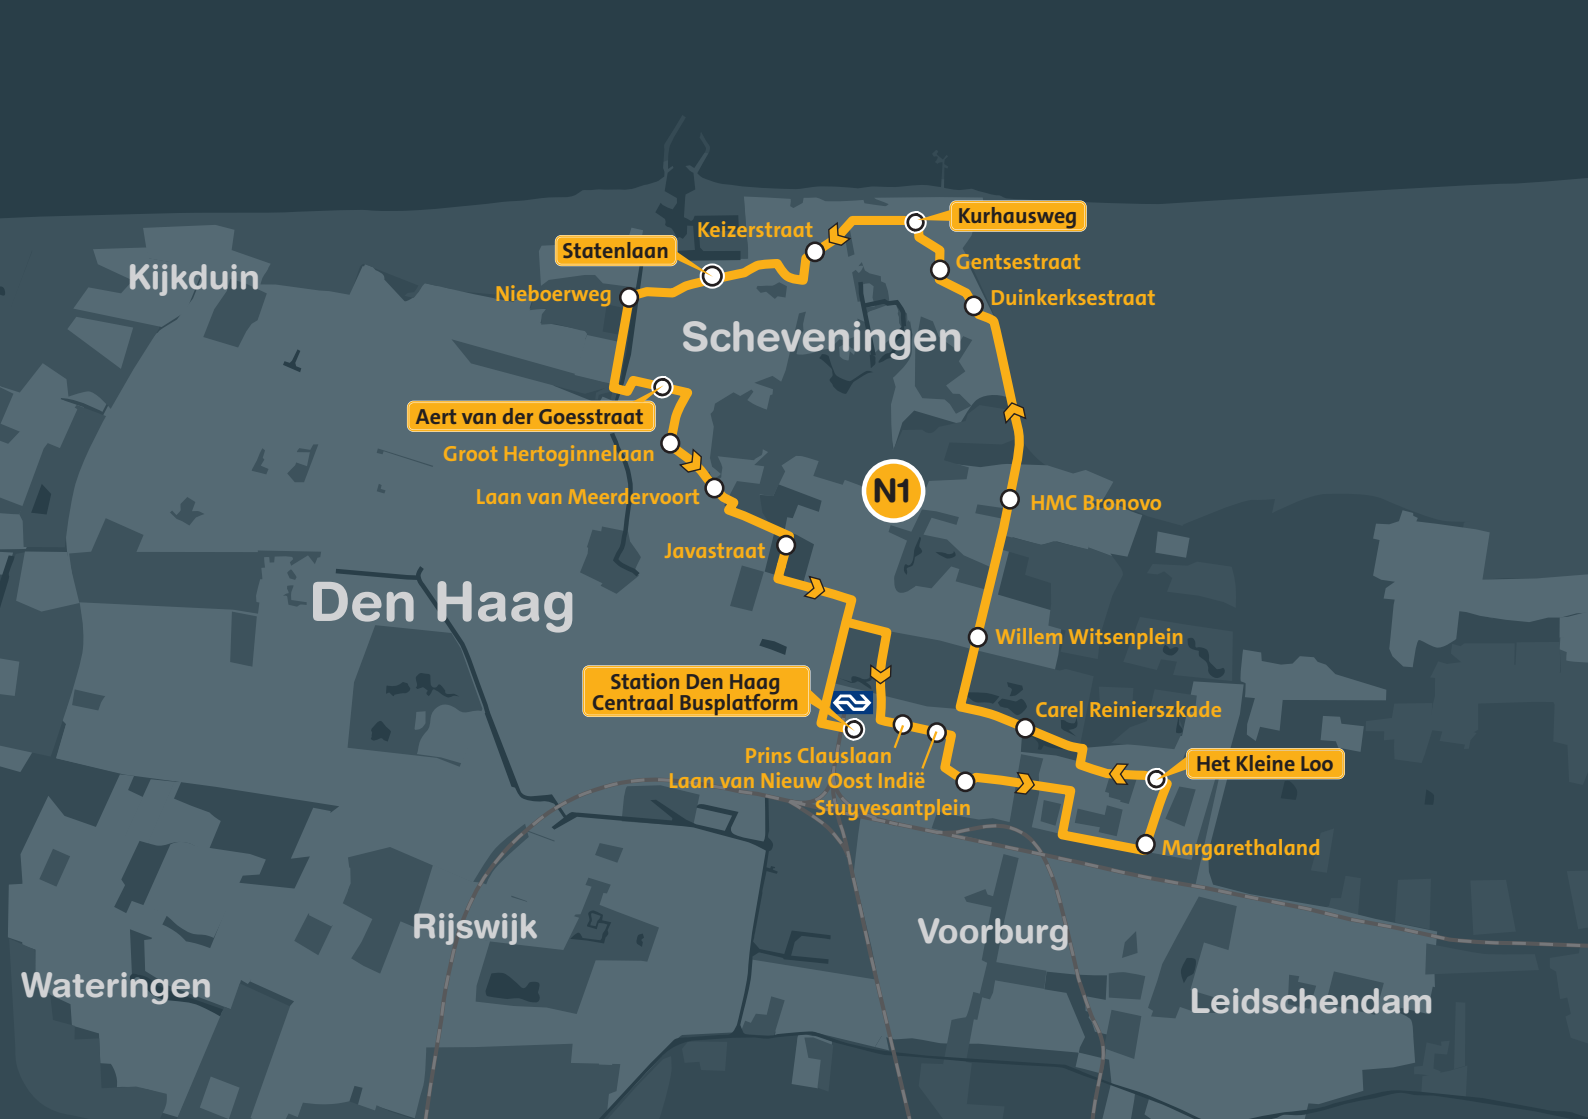 Kurhausweg
Keizerstraat
Statenlaan
Gentsestraat
Kijkduin
Nieboerweg
Duinkerksestraat
Scheveningen
Aert van der Goesstraat
Groot Hertoginnelaan
Laan van Meerdervoort
N1
HMC Bronovo
Javastraat
Den Haag
Willem Witsenplein
Station Den Haag
Centraal Busplatform
Carel Reinierszkade
Prins Clauslaan
Het Kleine Loo
Laan van Nieuw Oost Indië
Stuyvesantplein
Margarethaland
Rijswijk
Voorburg
Wateringen
Leidschendam